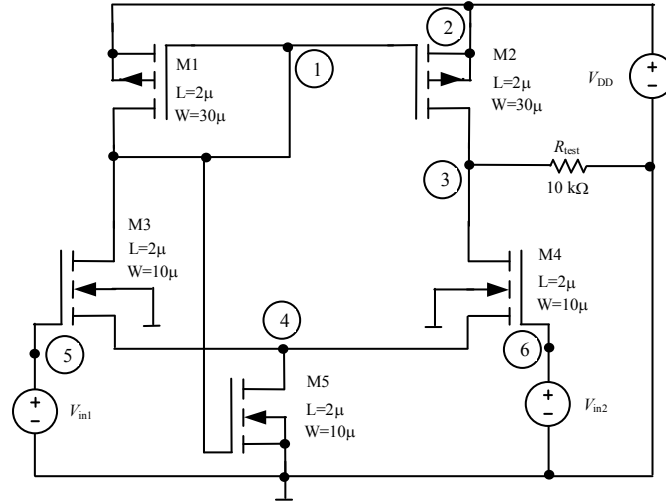 2
M1
L=2μ
W=30μ
1
M2
L=2μ
W=30μ
V_DD
3
R_test
10 kΩ
M3
L=2μ
W=10μ
M4
L=2μ
W=10μ
5
4
6
V_in1
M5
L=2μ
W=10μ
V_in2